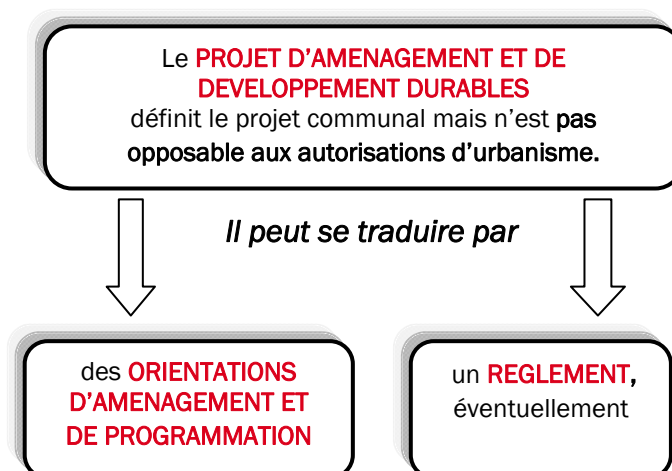 Le PROJET D’AMENAGEMENT ET DE
DEVELOPPEMENT DURABLES
définit le projet communal mais n’est pas
opposable aux autorisations d’urbanisme.
Il peut se traduire par
des ORIENTATIONS
D’AMENAGEMENT ET
DE PROGRAMMATION
un REGLEMENT,
éventuellement